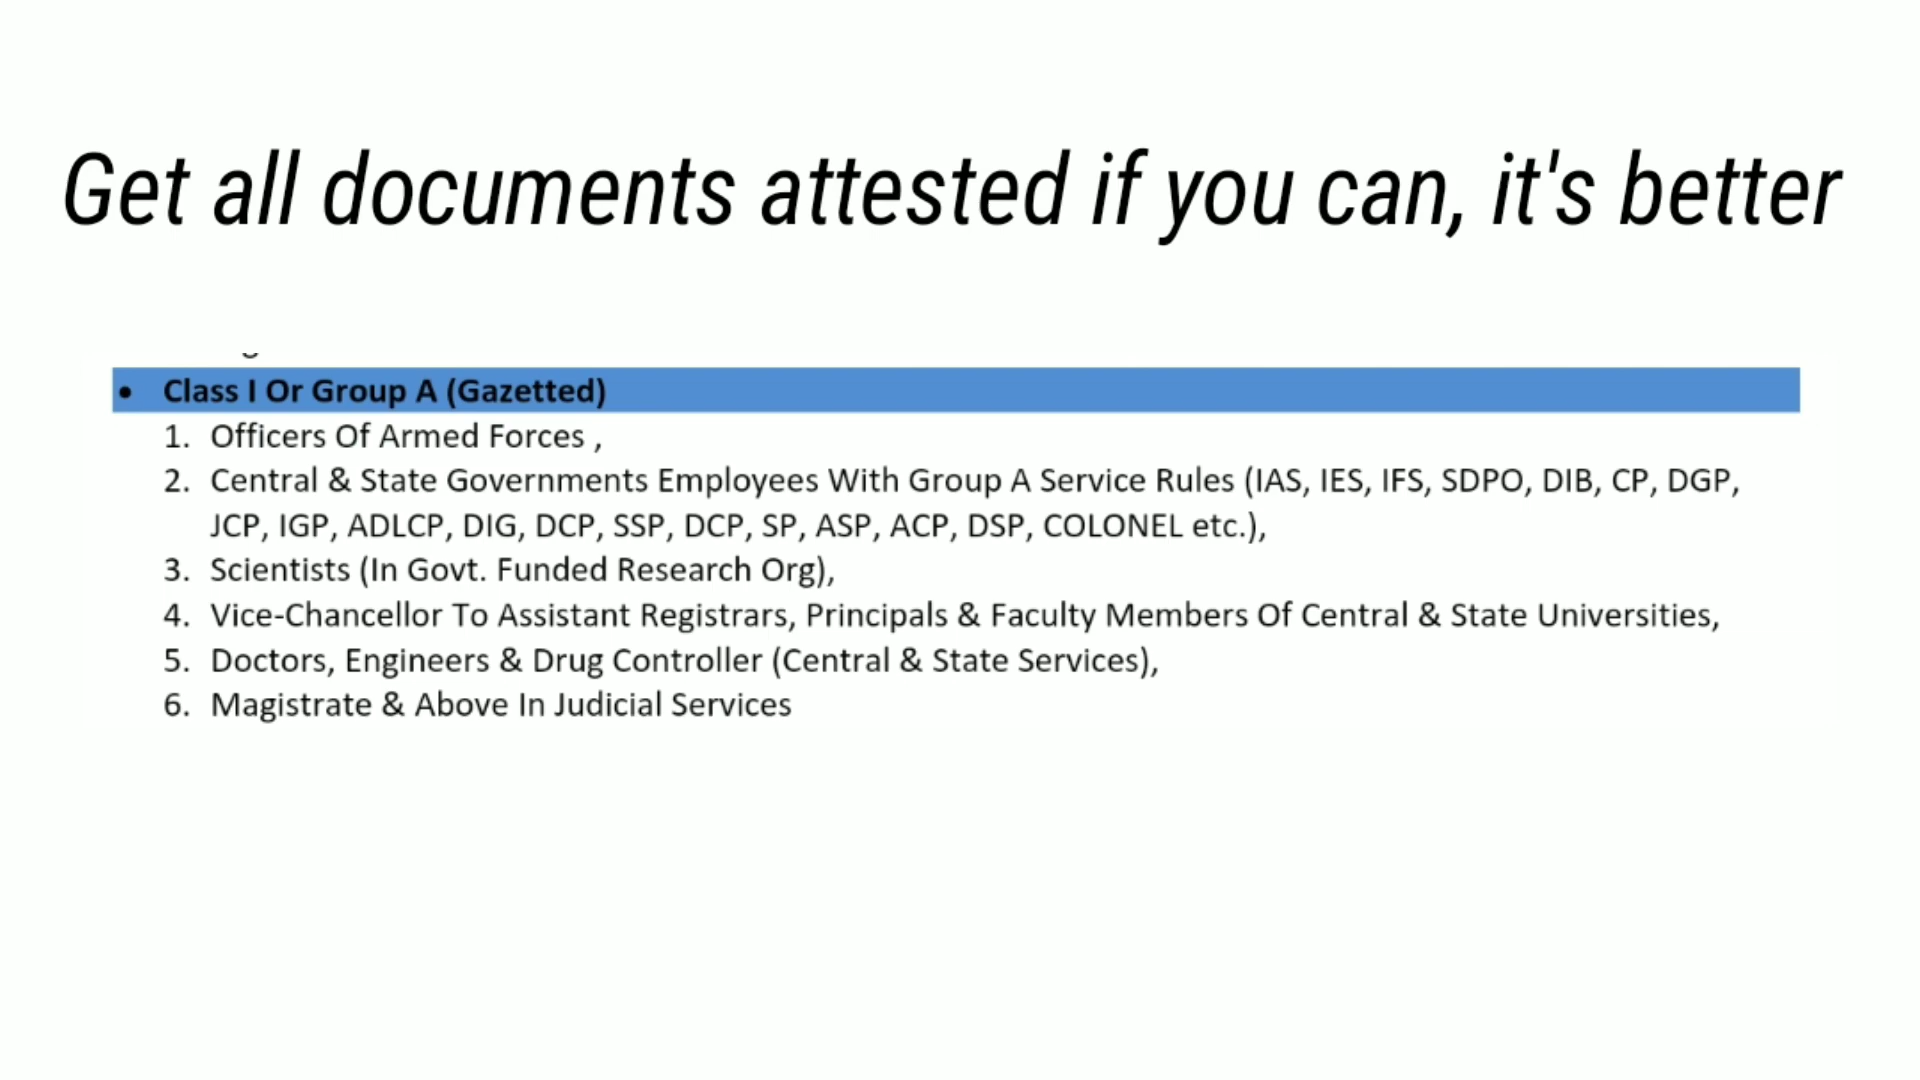 Get all documents attested if you can, it's better
• Class I Or Group A (Gazetted)
1. Officers Of Armed Forces ,
2. Central & State Governments Employees With Group A Service Rules (IAS, IES, IFS, SDPO, DIB, CP, DGP,
JCP, IGP, ADLCP, DIG, DCP, SSP, DCP, SP, ASP, ACP, DSP, COLONEL etc.),
3. Scientists (In Govt. Funded Research Org),
4. Vice-Chancellor To Assistant Registrars, Principals & Faculty Members Of Central & State Universities,
5. Doctors, Engineers & Drug Controller (Central & State Services),
6. Magistrate & Above In Judicial Services